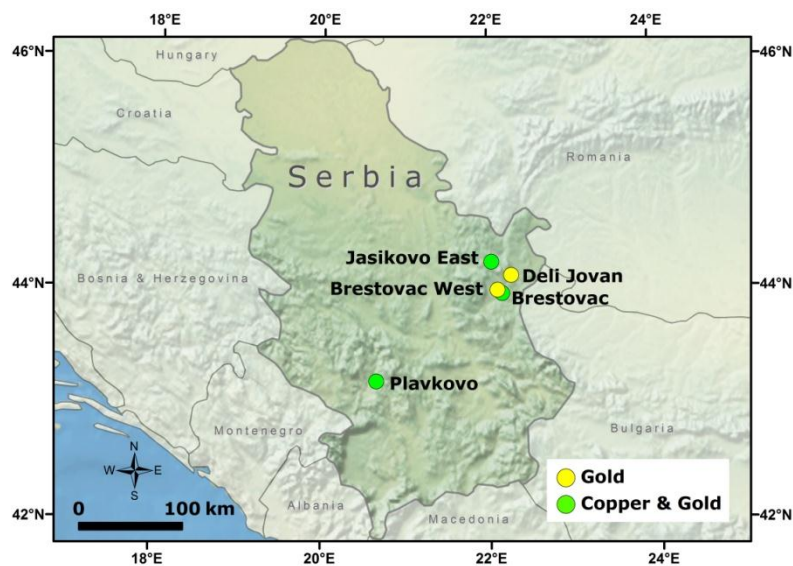 18°E 20°E 22°E 24°E
46°N 46°N
Hungary
Croatia
Romania
Serbia
Jasikovo East
Deli Jovan
Bosnia & Herzegovina
44°N 44°N
Brestovac West
Brestovac
Plavkovo
Montenegro
Bulgaria
N
W E
S
Gold
Copper & Gold
0 100 km
Albania
Macedonia
42°N 42°N
18°E 20°E 22°E 24°E